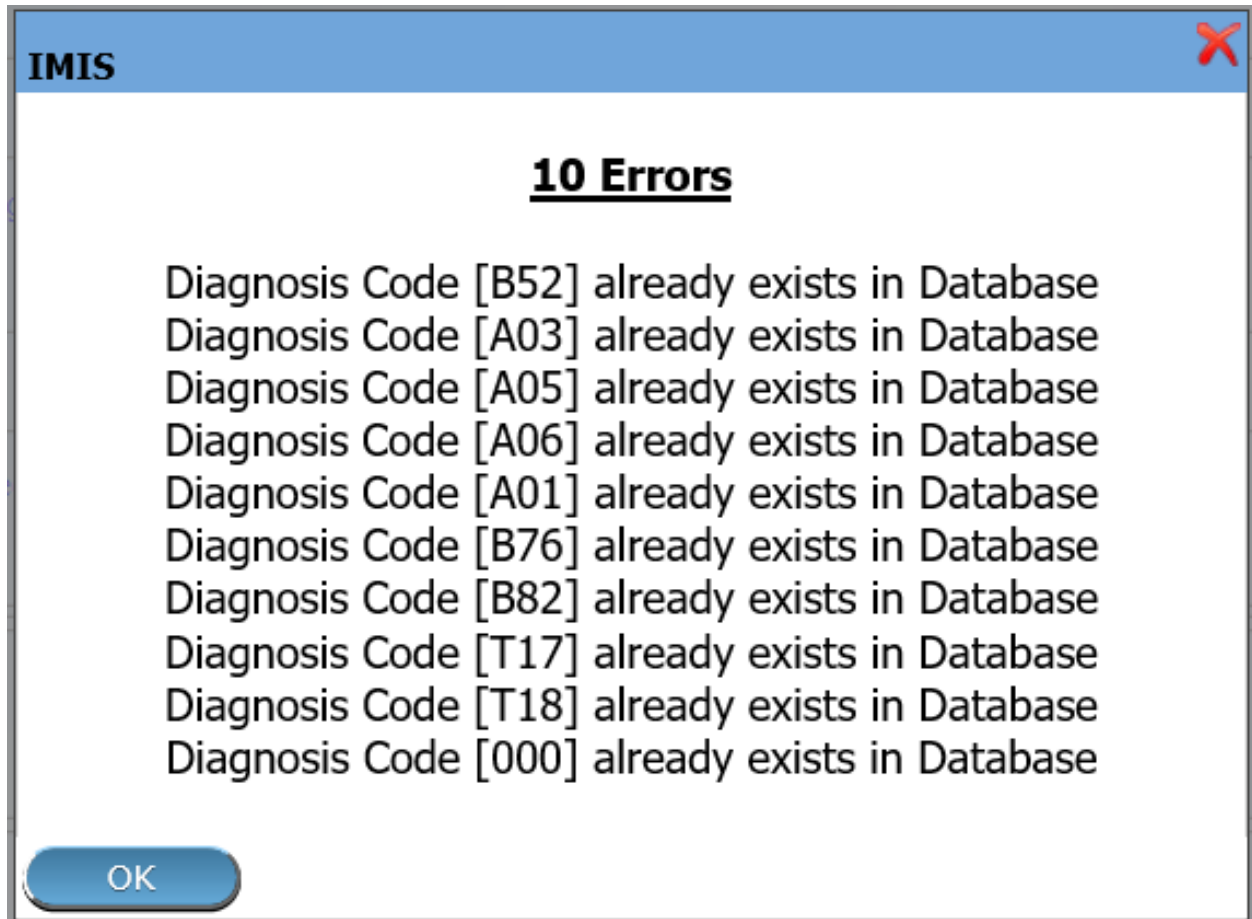 IMIS
10 Errors
Diagnosis Code [B52] already exists in Database
Diagnosis Code [A03] already exists in Database
Diagnosis Code [A05] already exists in Database
Diagnosis Code [A06] already exists in Database
Diagnosis Code [A01] already exists in Database
Diagnosis Code [B76] already exists in Database
Diagnosis Code [B82] already exists in Database
Diagnosis Code [T17] already exists in Database
Diagnosis Code [T18] already exists in Database
Diagnosis Code [000] already exists in Database
OK